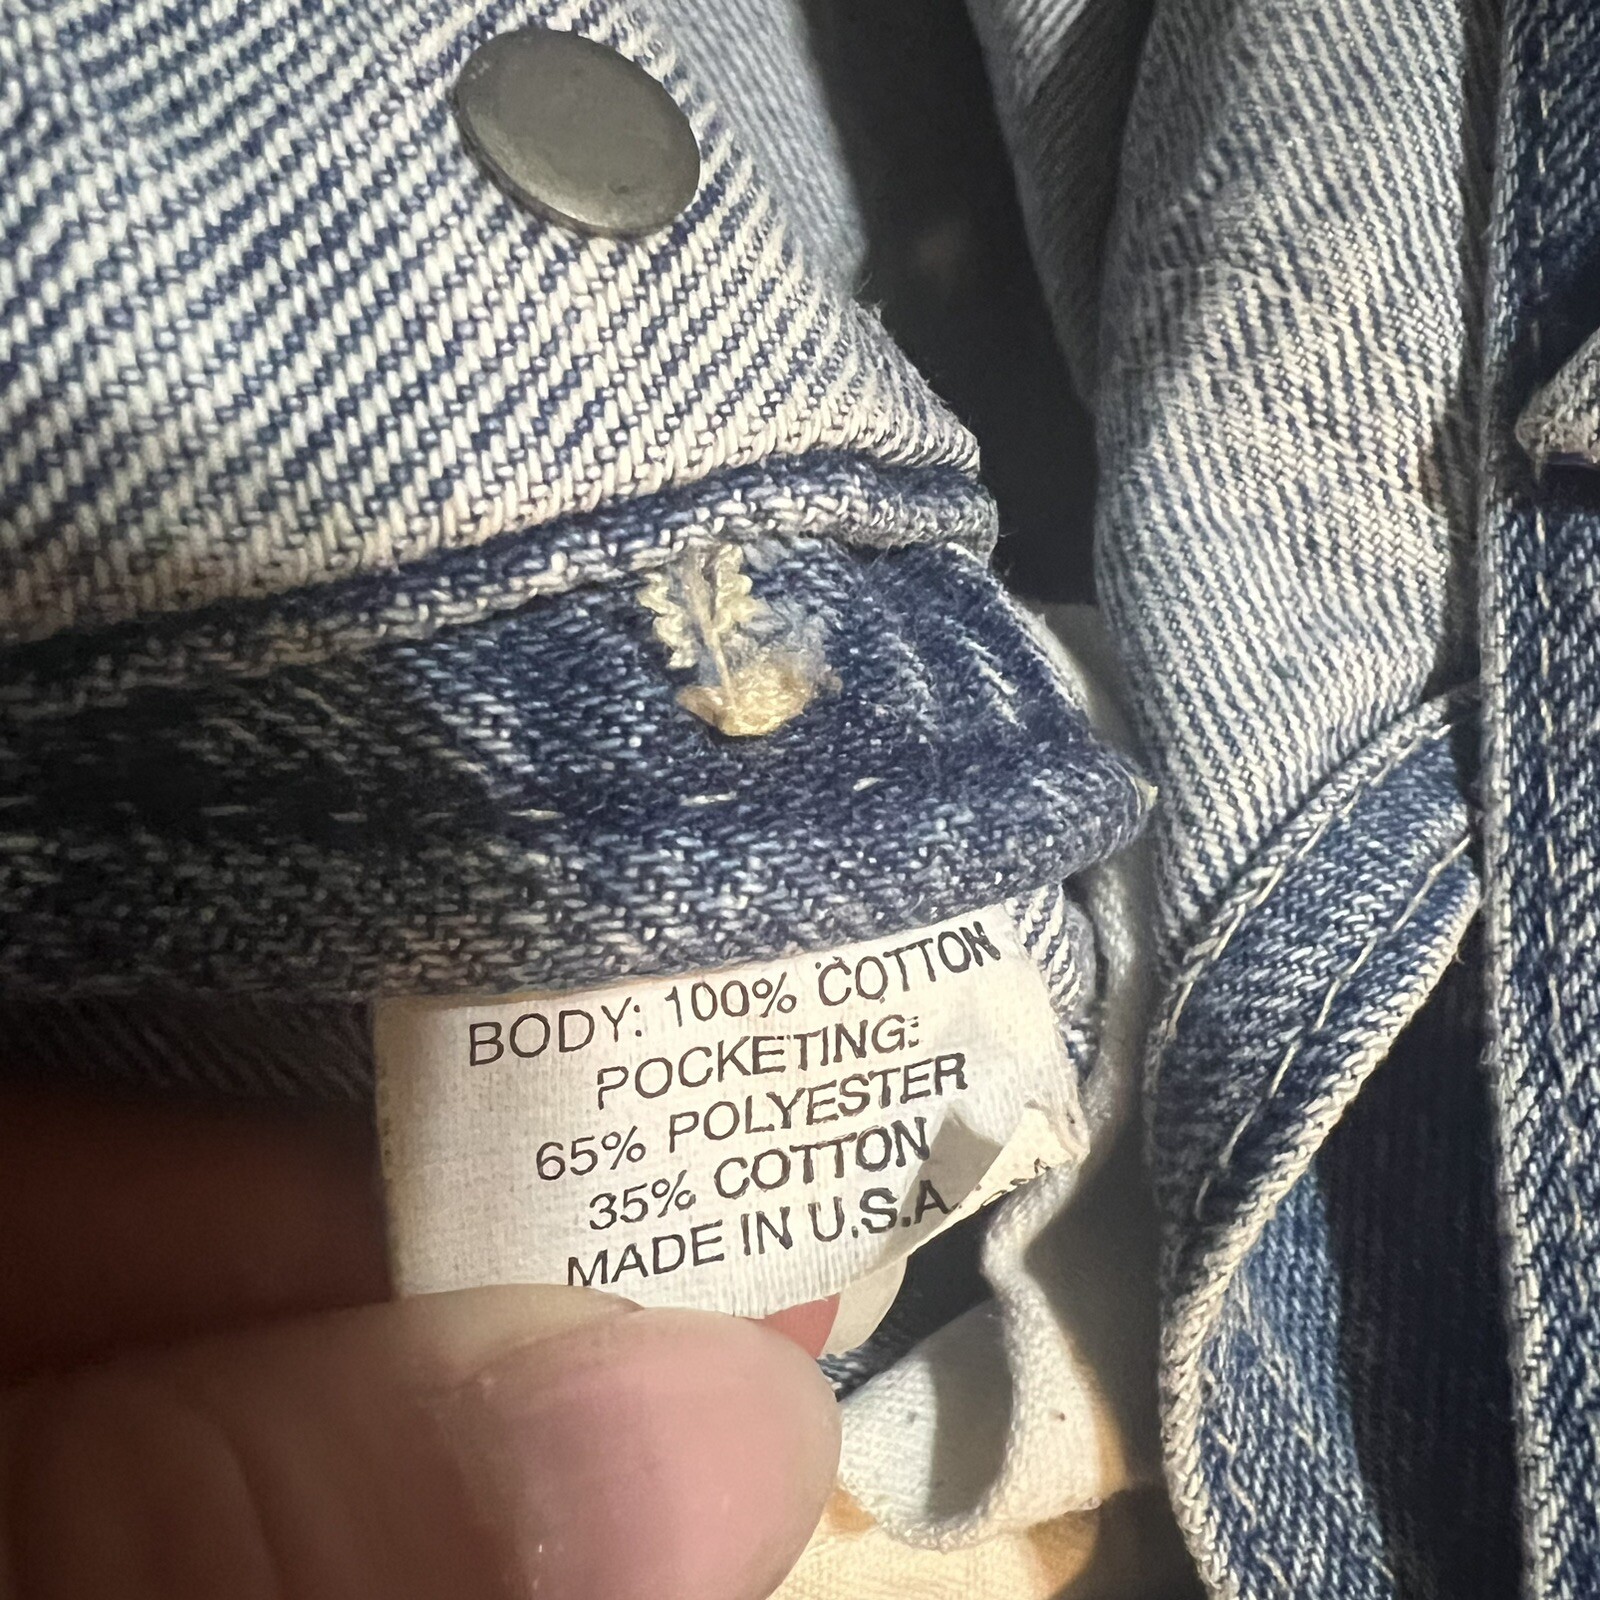 BODY: 100% COTTON
POCKETING:
65% POLYESTER
35% COTTON
MADE IN U.S.A.